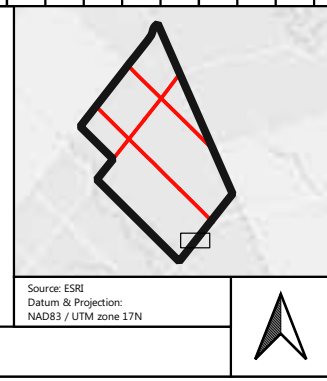 Source: ESRI
Datum & Projection:
NAD83 / UTM zone 17N